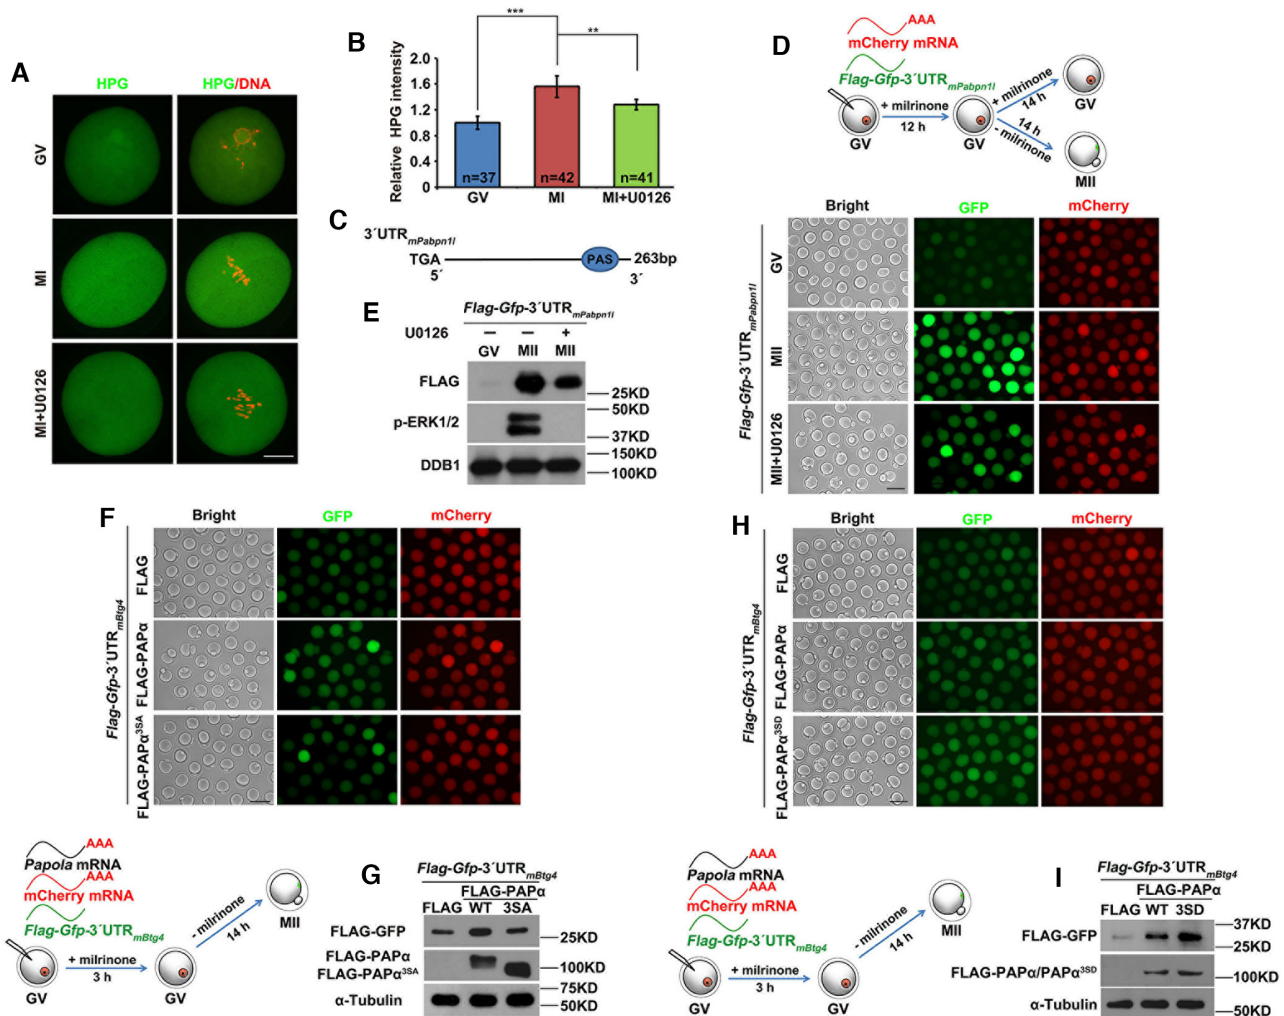 A
HPG
HPG/DNA
GV
MI
MI+U0126
B
***
**
Relative HPG intensity
2.0
1.6
1.2
0.8
0.4
0
n=37
n=42
n=41
GV
MI
MI+U0126
C
3´UTRmPabpn1l
TGA
PAS
263bp
5´
3´
D
AAA
mCherry mRNA
Flag-Gfp-3´UTRmPabpn1l
+ milrinone
12 h
+ milrinone
14 h
14 h
- milrinone
GV
GV
GV
MII
Bright
GFP
mCherry
Flag-Gfp-3´UTRmPabpn1l
GV
MII
MII+U0126
E
Flag-Gfp-3´UTRmPabpn1l
U0126
–
–
+
GV
MII
MII
FLAG
25KD
p-ERK1/2
50KD
37KD
DDB1
150KD
100KD
F
Bright
GFP
mCherry
Flag-Gfp-3´UTRmBtg4
FLAG
FLAG-PAPα
FLAG-PAPα3SA
AAA
Papola mRNA
AAA
mCherry mRNA
Flag-Gfp-3´UTRmBtg4
+ milrinone
3 h
- milrinone
14 h
GV
GV
MII
G
Flag-Gfp-3´UTRmBtg4
FLAG-PAPα
FLAG
WT
3SA
FLAG-GFP
25KD
FLAG-PAPα
FLAG-PAPα3SA
100KD
75KD
α-Tubulin
50KD
H
Bright
GFP
mCherry
Flag-Gfp-3´UTRmBtg4
FLAG
FLAG-PAPα
FLAG-PAPα3SD
AAA
Papola mRNA
AAA
mCherry mRNA
Flag-Gfp-3´UTRmBtg4
+ milrinone
3 h
- milrinone
14 h
GV
GV
MII
I
Flag-Gfp-3´UTRmBtg4
FLAG-PAPα
FLAG
WT
3SD
FLAG-GFP
37KD
25KD
FLAG-PAPα/PAPα3SD
100KD
α-Tubulin
50KD